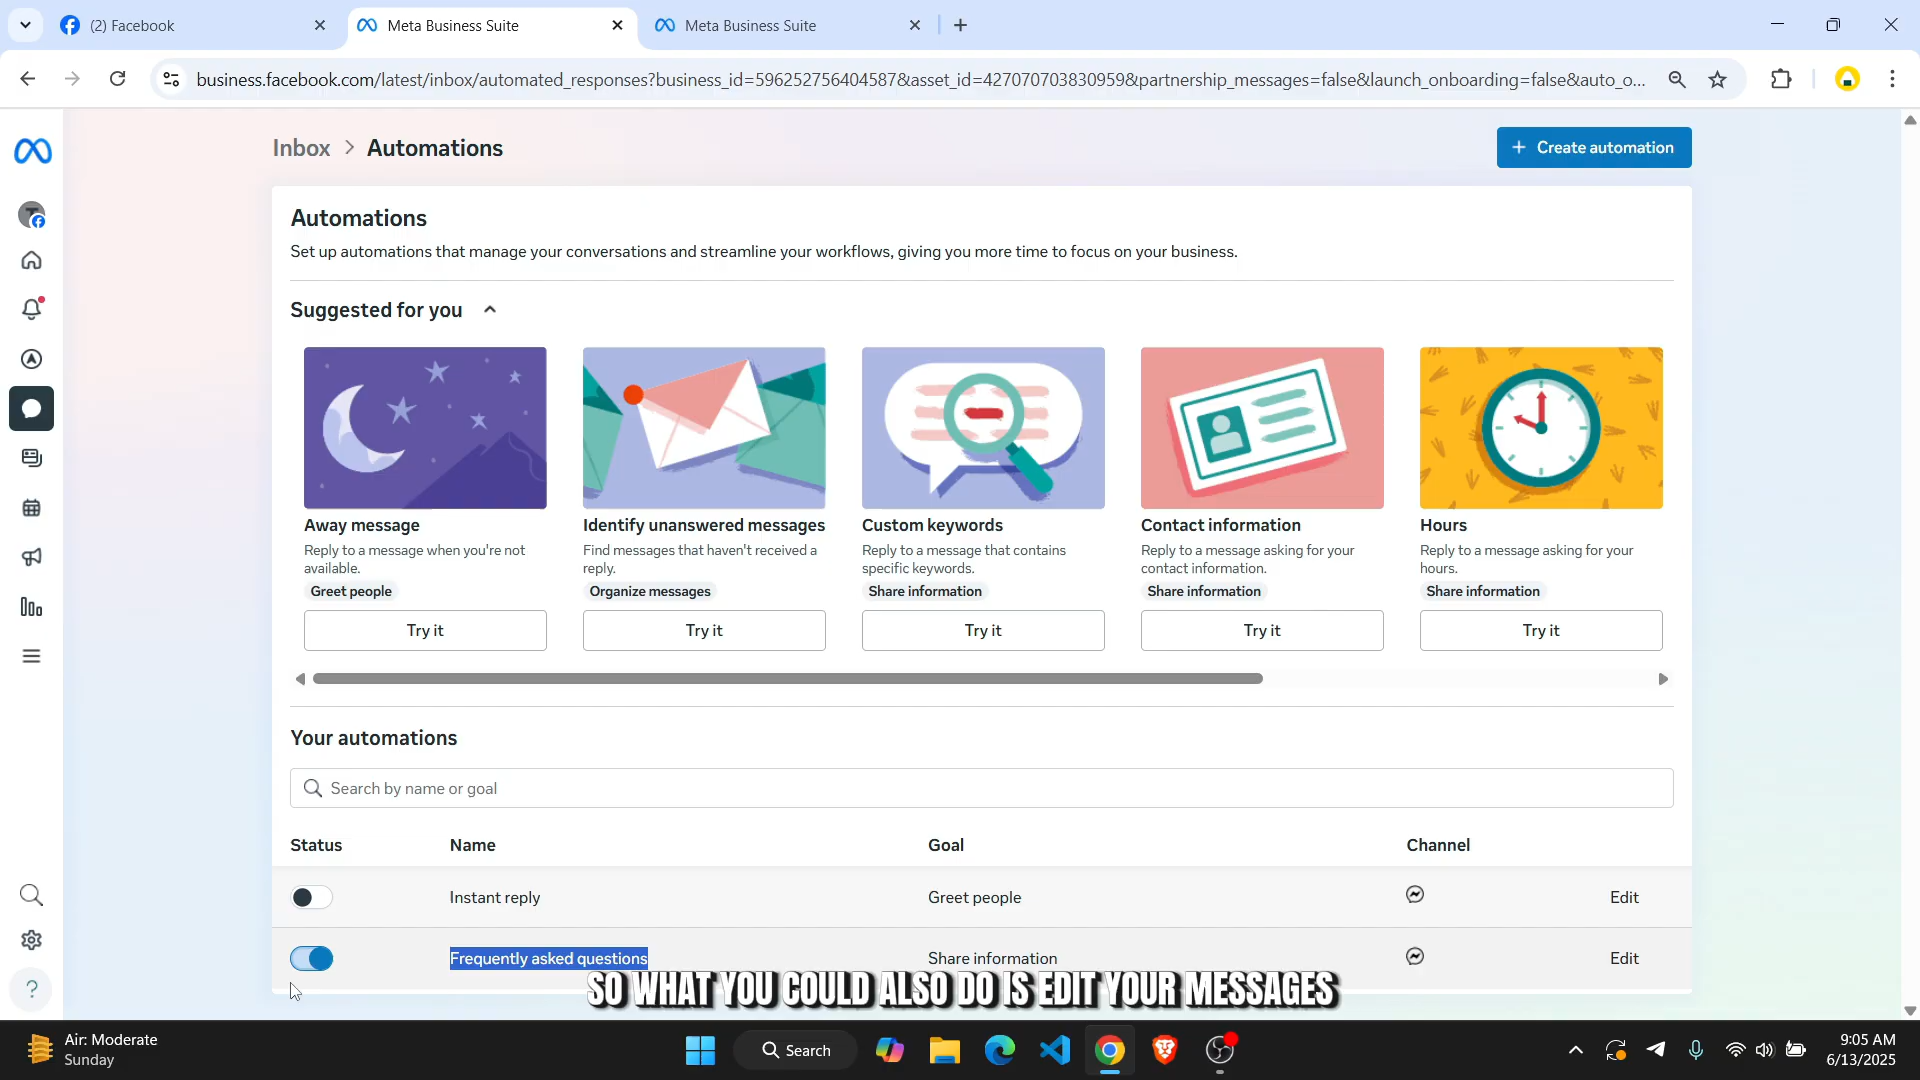 (2) Facebook
Meta Business Suite
Meta Business Suite
business.facebook.com/latest/inbox/automated_responses?business_id=596252756404587&asset_id=427070703830959&partnership_messages=false&launch_onboarding=false&auto_o...
Inbox > Automations
+ Create automation
Automations
Set up automations that manage your conversations and streamline your workflows, giving you more time to focus on your business.
Suggested for you
Away message
Reply to a message when you're not
available.
Greet people
Try it
Identify unanswered messages
Find messages that haven't received a
reply.
Organize messages
Try it
Custom keywords
Reply to a message that contains
specific keywords.
Share information
Try it
Contact information
Reply to a message asking for your
contact information.
Share information
Try it
Hours
Reply to a message asking for your
hours.
Share information
Try it
Your automations
Search by name or goal
Status Name Goal Channel
Instant reply Greet people Edit
Frequently asked questions Share information Edit
SO WHAT YOU COULD ALSO DO IS EDIT YOUR MESSAGES
Air: Moderate
Sunday
Search
9:05 AM
6/13/2025